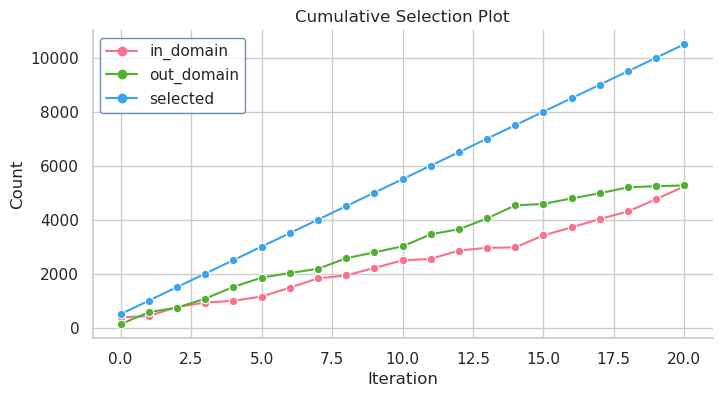 Cumulative Selection Plot
in_domain
out_domain
selected
10000
8000
6000
4000
2000
0
Count
0.0 2.5 5.0 7.5 10.0 12.5 15.0 17.5 20.0
Iteration